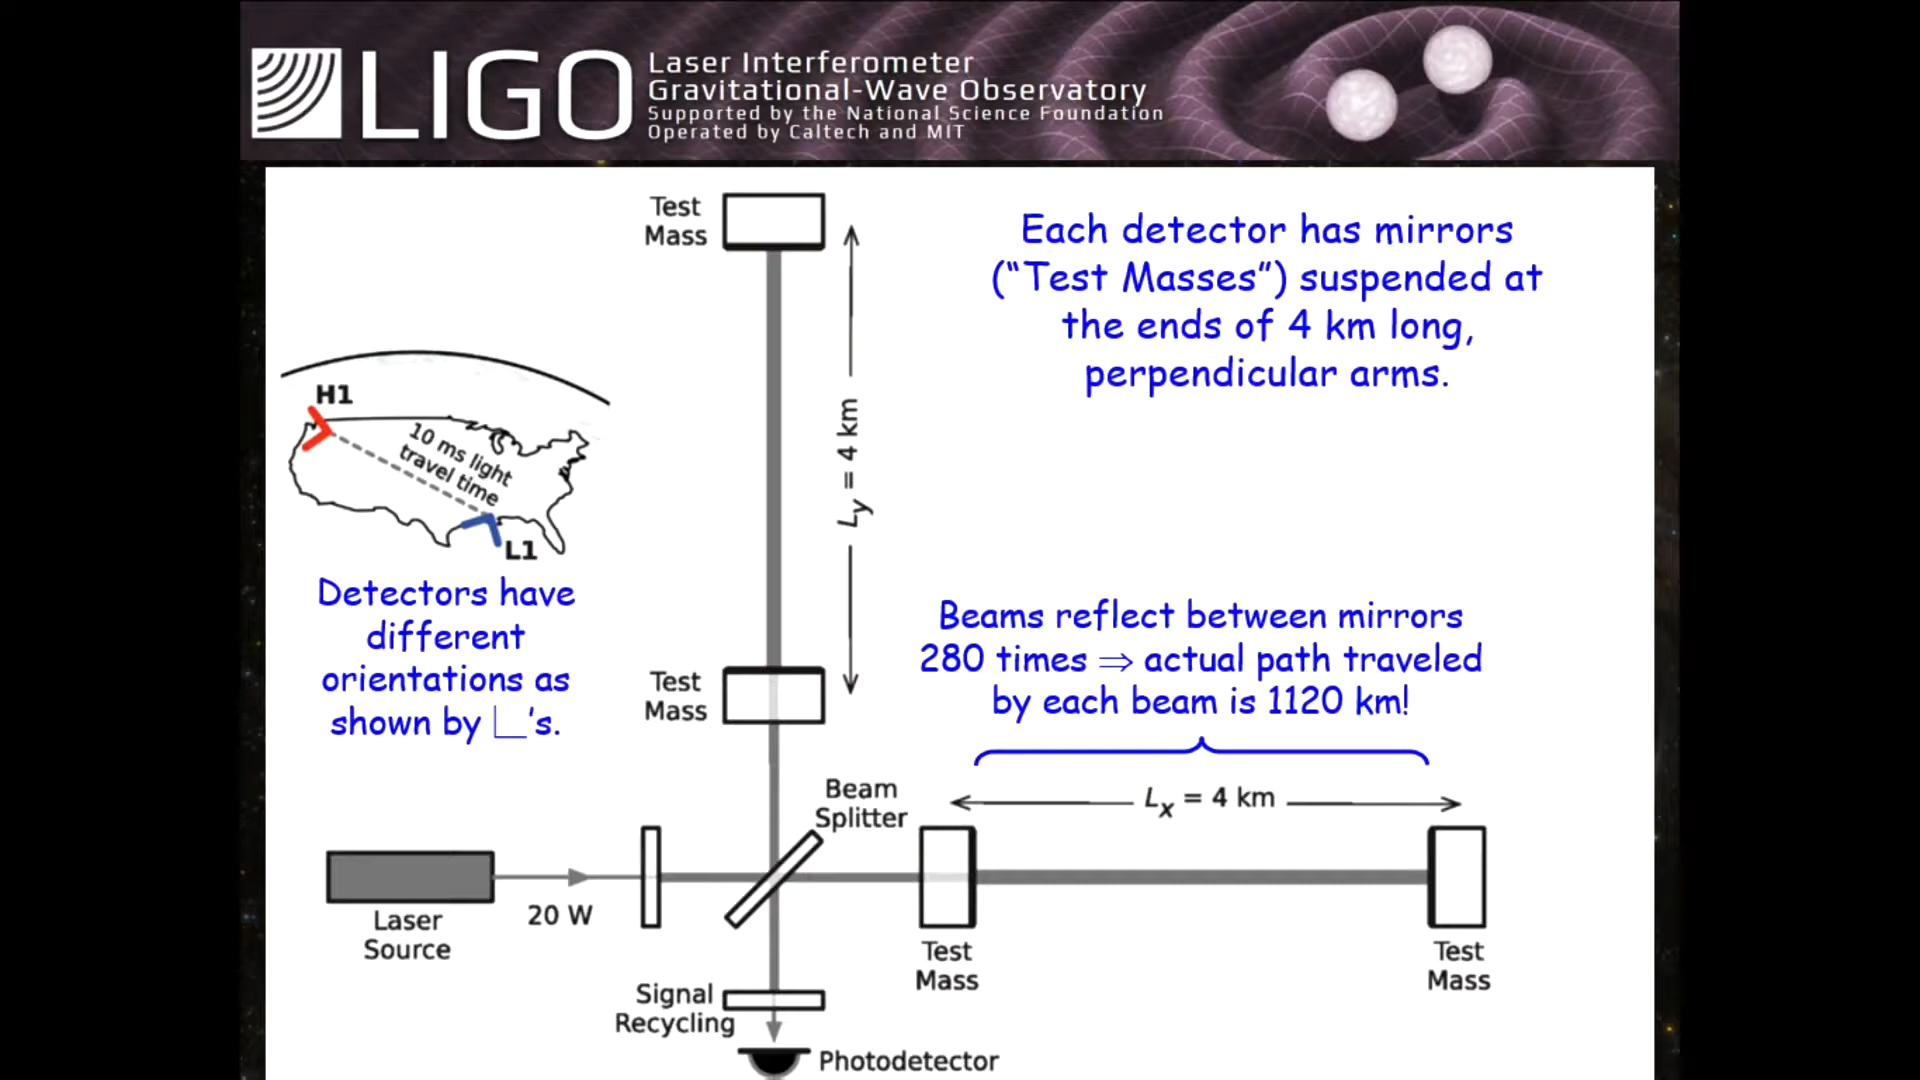 LIGO
Laser Interferometer
Gravitational-Wave Observatory
Supported by the National Science Foundation
Operated by Caltech and MIT
Test
Mass
Each detector has mirrors
(“Test Masses”) suspended at
the ends of 4 km long,
perpendicular arms.
H1
10 ms light
travel time
L1
Ly = 4 km
Detectors have
different
orientations as
shown by ∟'s.
Test
Mass
Beams reflect between mirrors
280 times ⇒ actual path traveled
by each beam is 1120 km!
Lx = 4 km
Beam
Splitter
Laser
Source
20 W
Test
Mass
Test
Mass
Signal
Recycling
Photodetector